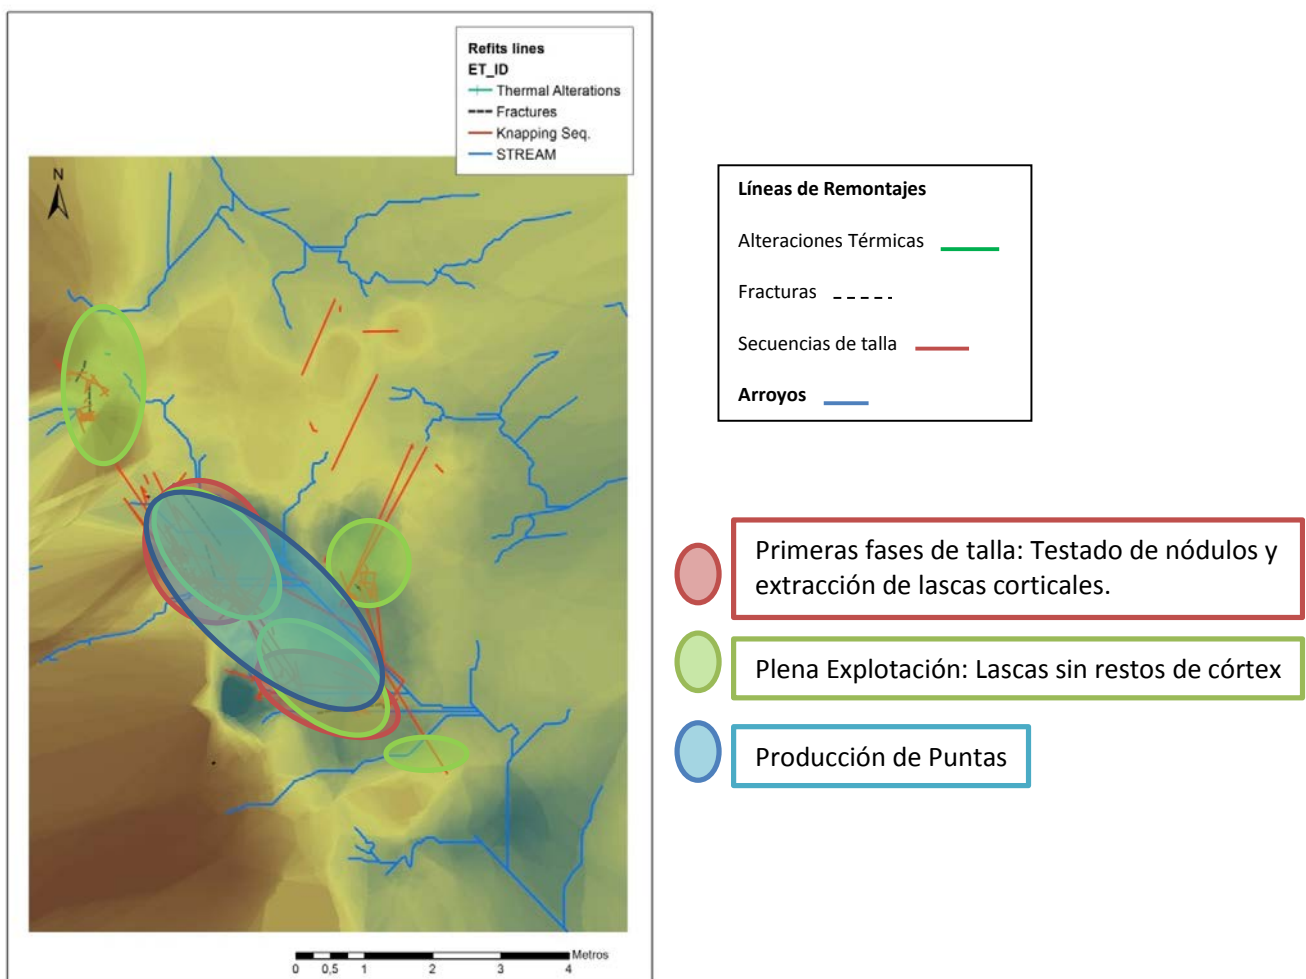 Refits lines
ET_ID
Thermal Alterations
Fractures
Knapping Seq.
STREAM
N
Metros
0 0,5 1 2 3 4
Líneas de Remontajes
Alteraciones Térmicas
Fracturas
Secuencias de talla
Arroyos
Primeras fases de talla: Testado de nódulos y
extracción de lascas corticales.
Plena Explotación: Lascas sin restos de córtex
Producción de Puntas